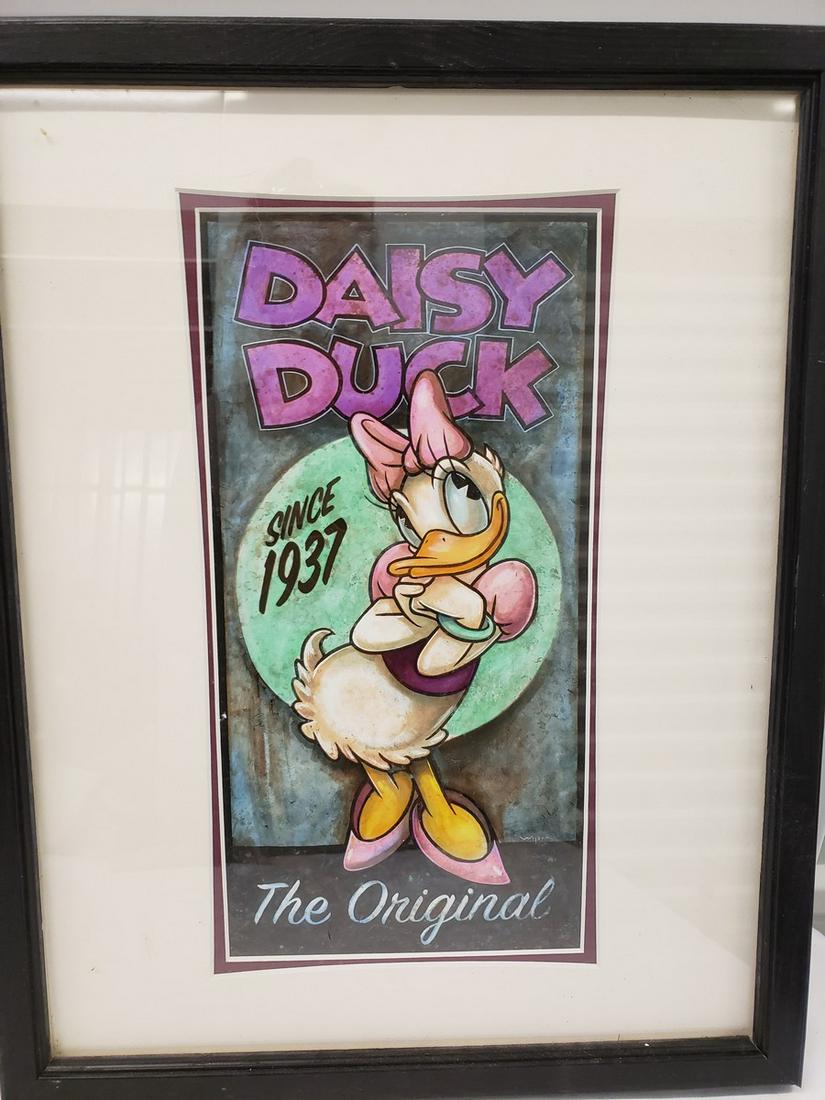 DAISY
DUCK
SINCE
1937
The Original